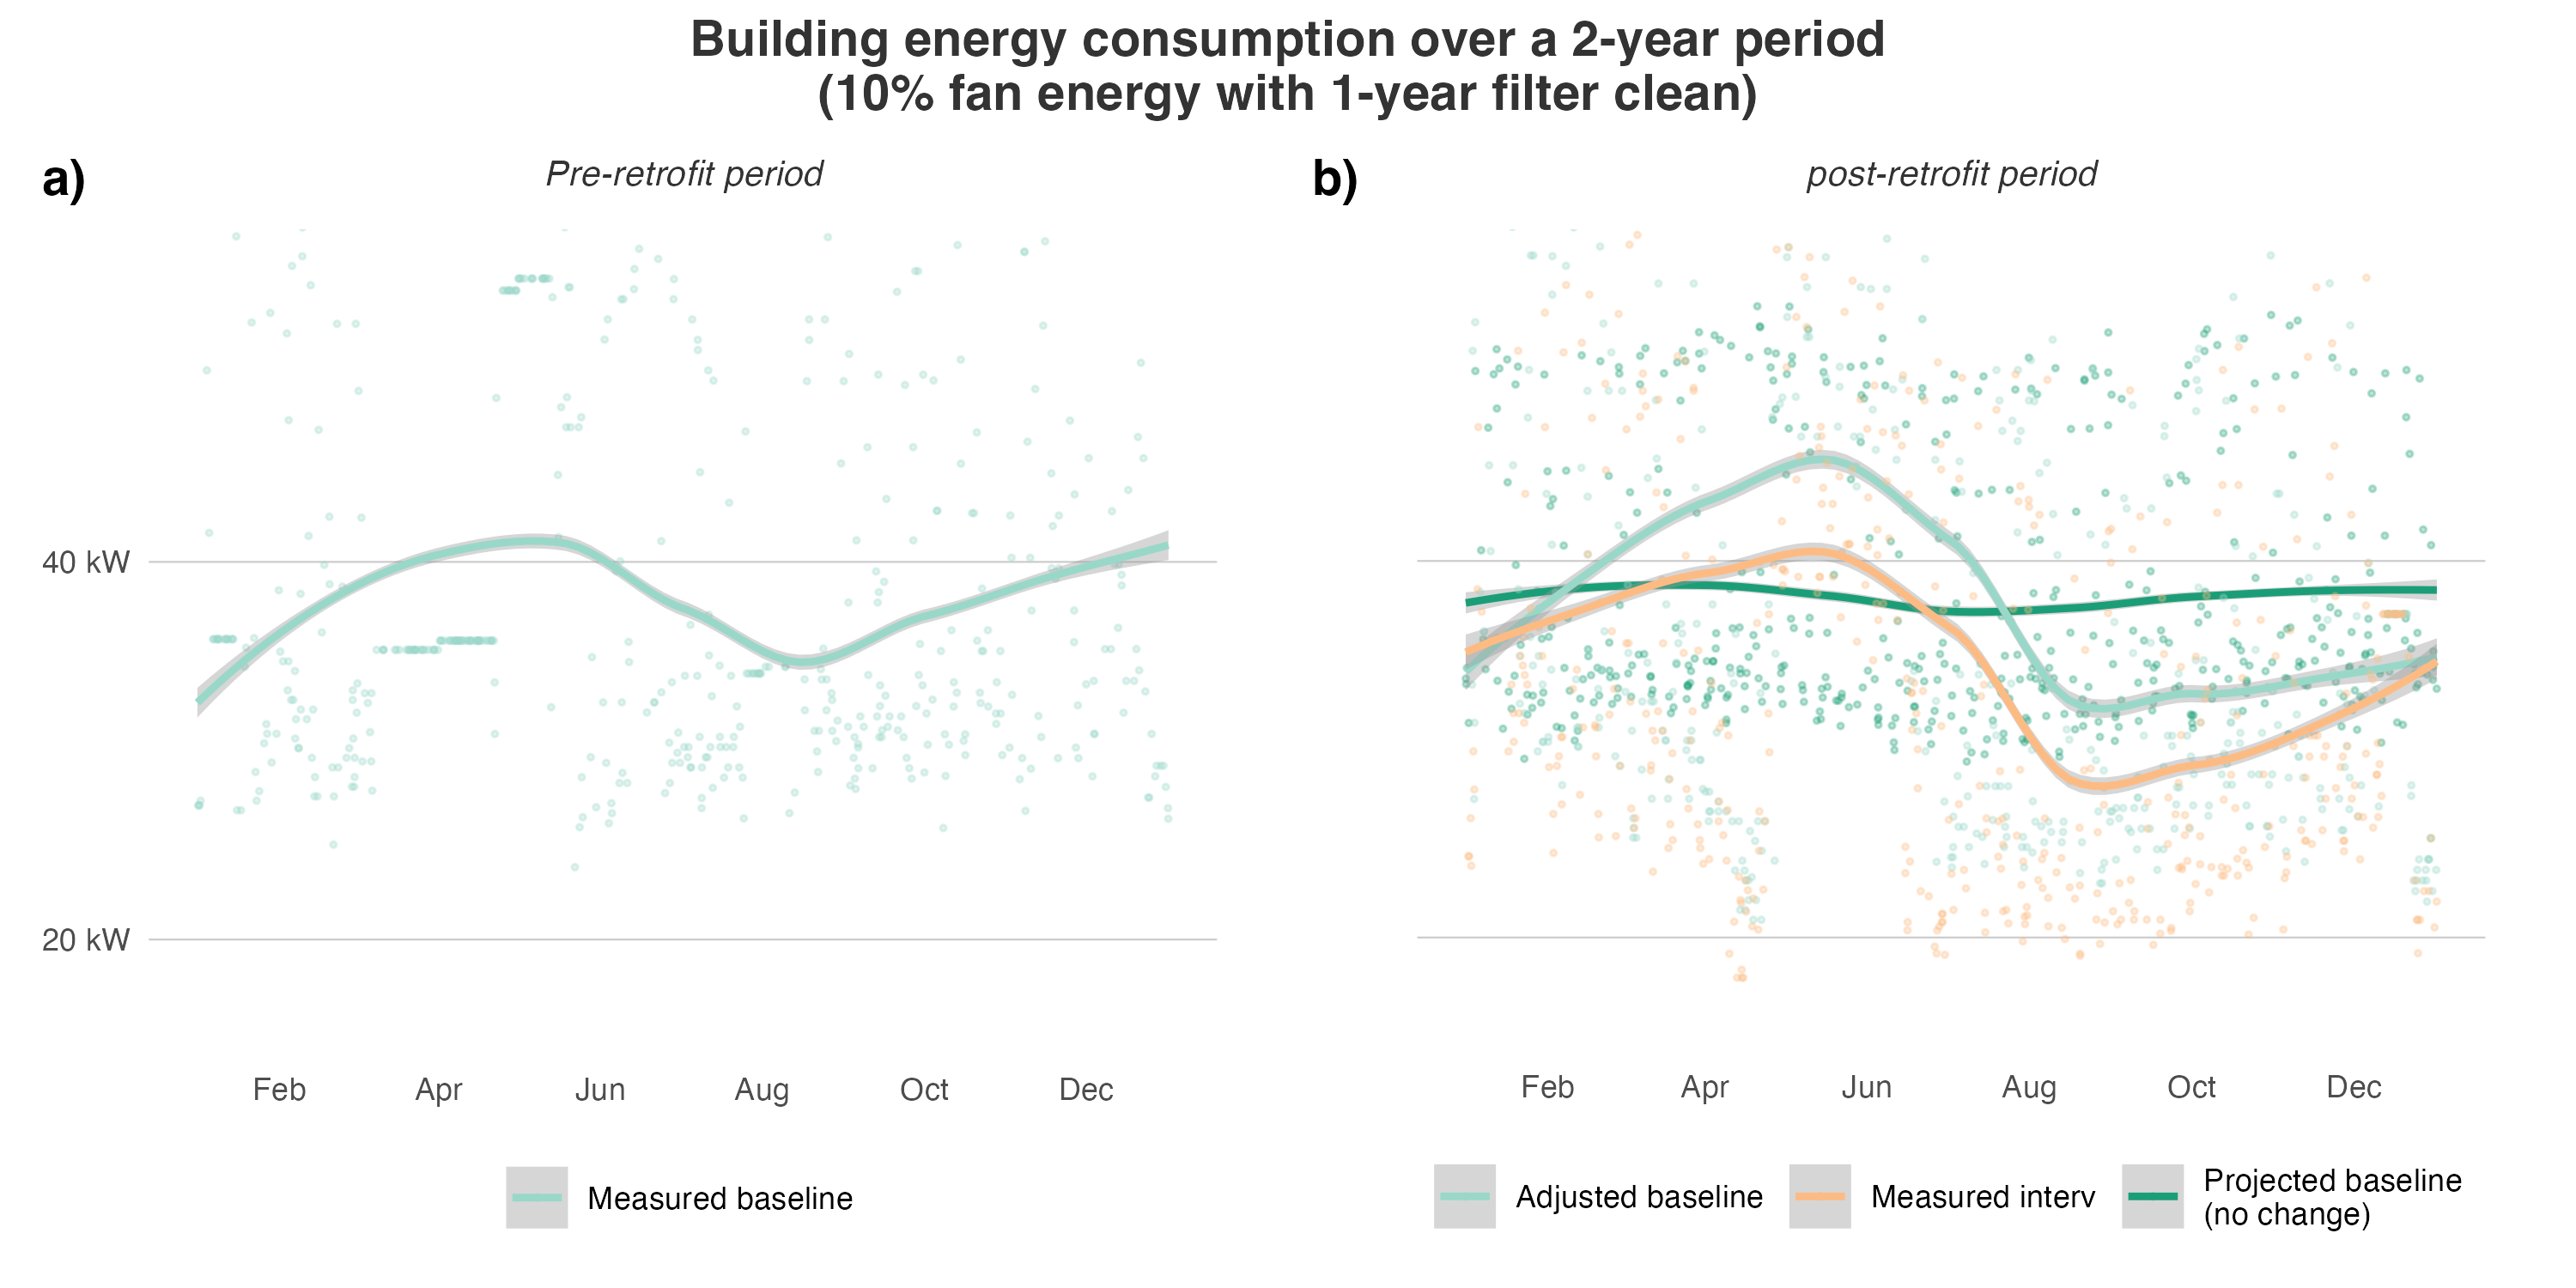 Building energy consumption over a 2-year period
(10% fan energy with 1-year filter clean)
a)
Pre-retrofit period
40 kW
20 kW
Feb Apr Jun Aug Oct Dec
Measured baseline
b)
post-retrofit period
Feb Apr Jun Aug Oct Dec
Adjusted baseline
Measured interv
Projected baseline
(no change)